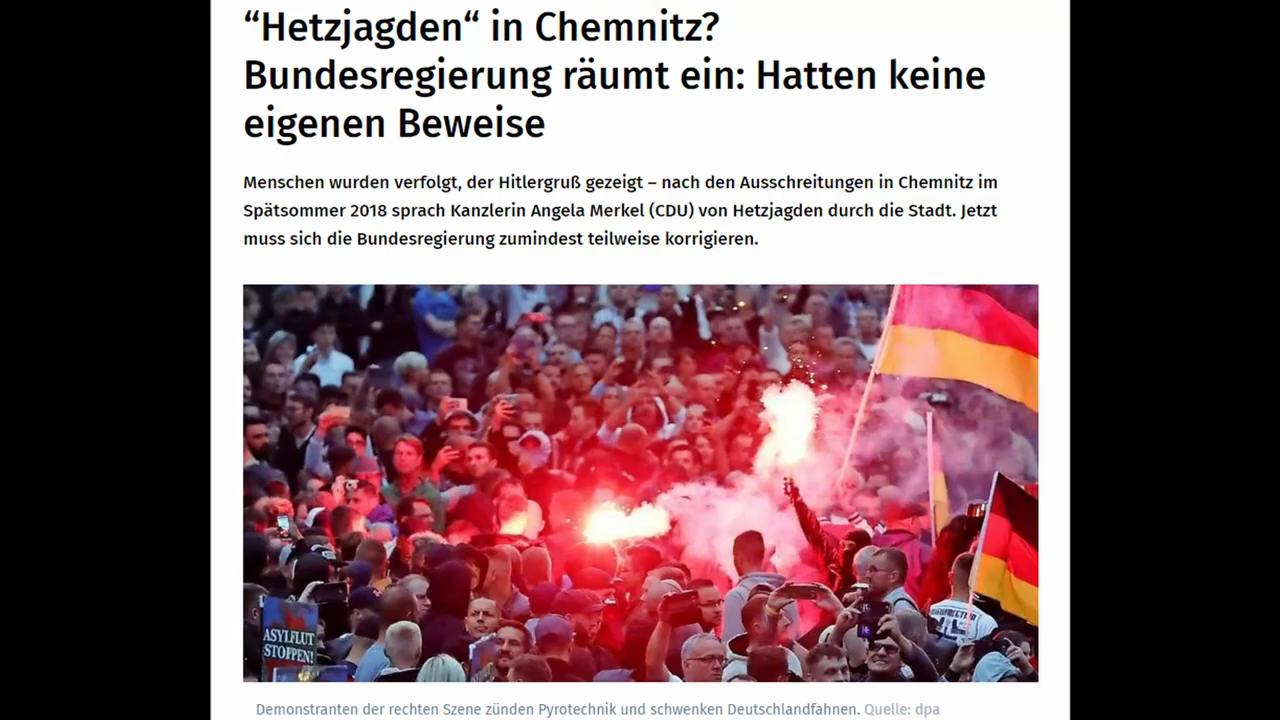 “Hetzjagden“ in Chemnitz?
Bundesregierung räumt ein: Hatten keine
eigenen Beweise
Menschen wurden verfolgt, der Hitlergruß gezeigt – nach den Ausschreitungen in Chemnitz im
Spätsommer 2018 sprach Kanzlerin Angela Merkel (CDU) von Hetzjagden durch die Stadt. Jetzt
muss sich die Bundesregierung zumindest teilweise korrigieren.
ASYLFLUT
STOPPEN!
Demonstranten der rechten Szene zünden Pyrotechnik und schwenken Deutschlandfahnen. Quelle: dpa